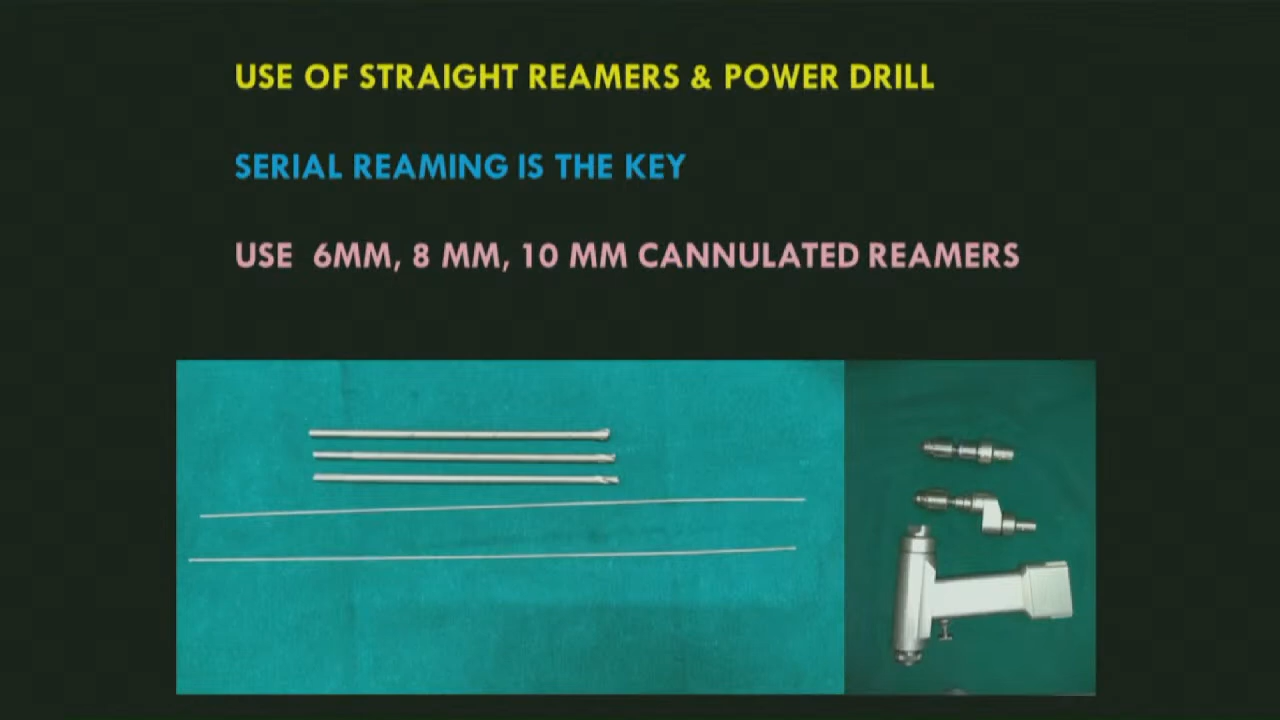 USE OF STRAIGHT REAMERS & POWER DRILL
SERIAL REAMING IS THE KEY
USE 6MM, 8 MM, 10 MM CANNULATED REAMERS